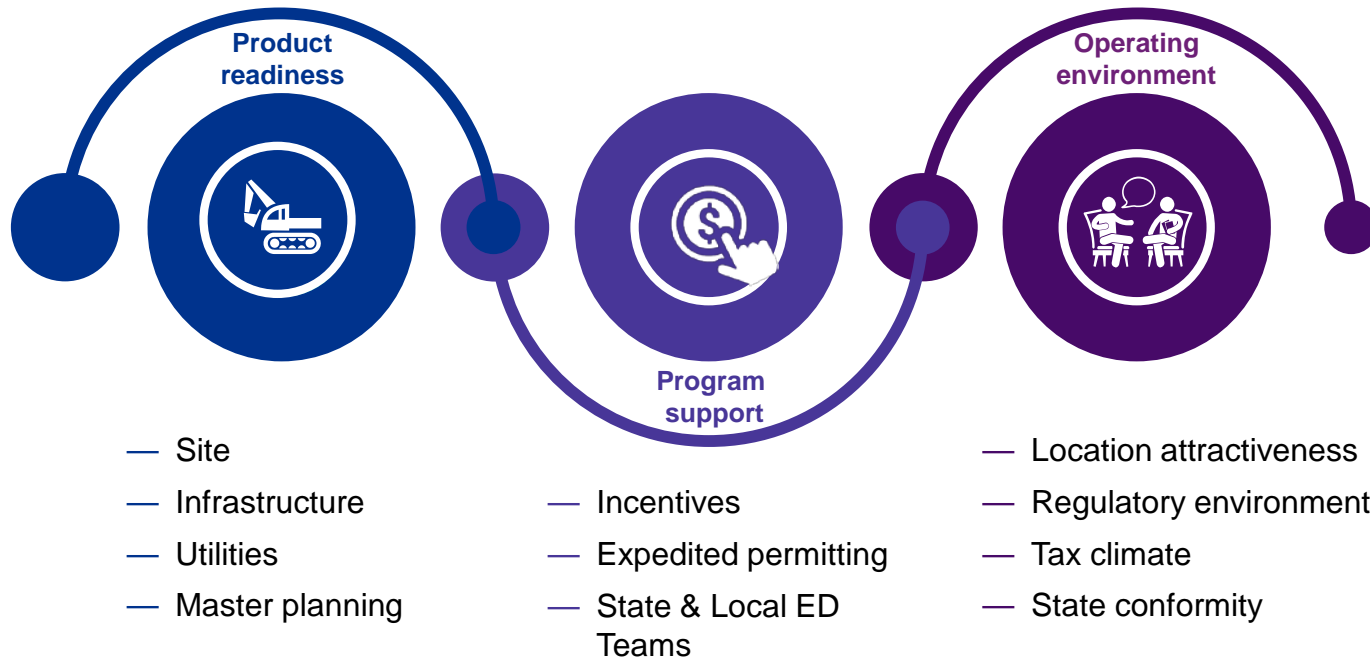 Product
readiness
Operating
environment
$
Program
support
— Site
— Infrastructure
— Utilities
— Master planning
— Incentives
— Expedited permitting
— State & Local ED
Teams
— Location attractiveness
— Regulatory environment
— Tax climate
— State conformity